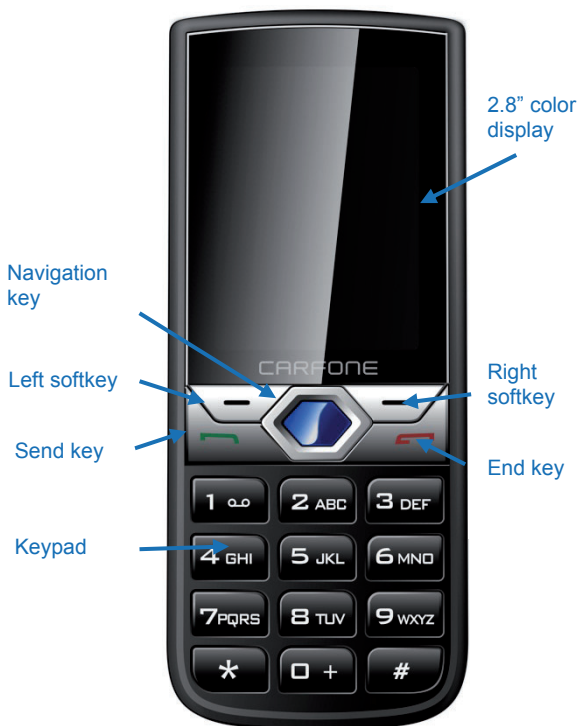 2.8” color
display
Navigation
key
CARFONE
Left softkey
Right
softkey
Send key
End key
Keypad
1
2 ABC
3 DEF
4 GHI
5 JKL
6 MNO
7PQRS
8 TUV
9 WXYZ
*
0 +
#